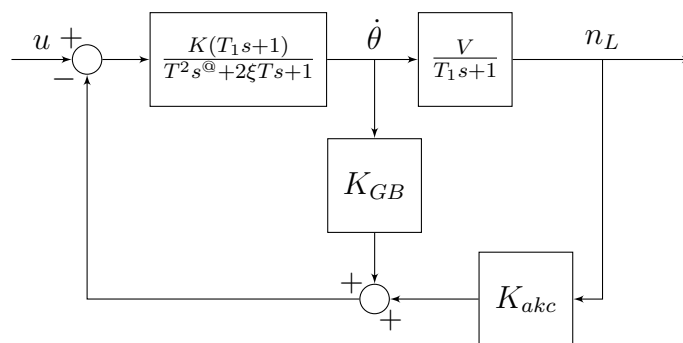 u
+
−
K(T₁s+1)
T²s^@+2ξTs+1
θ̇
V
T₁s+1
n_L
K_GB
+
+
K_akc